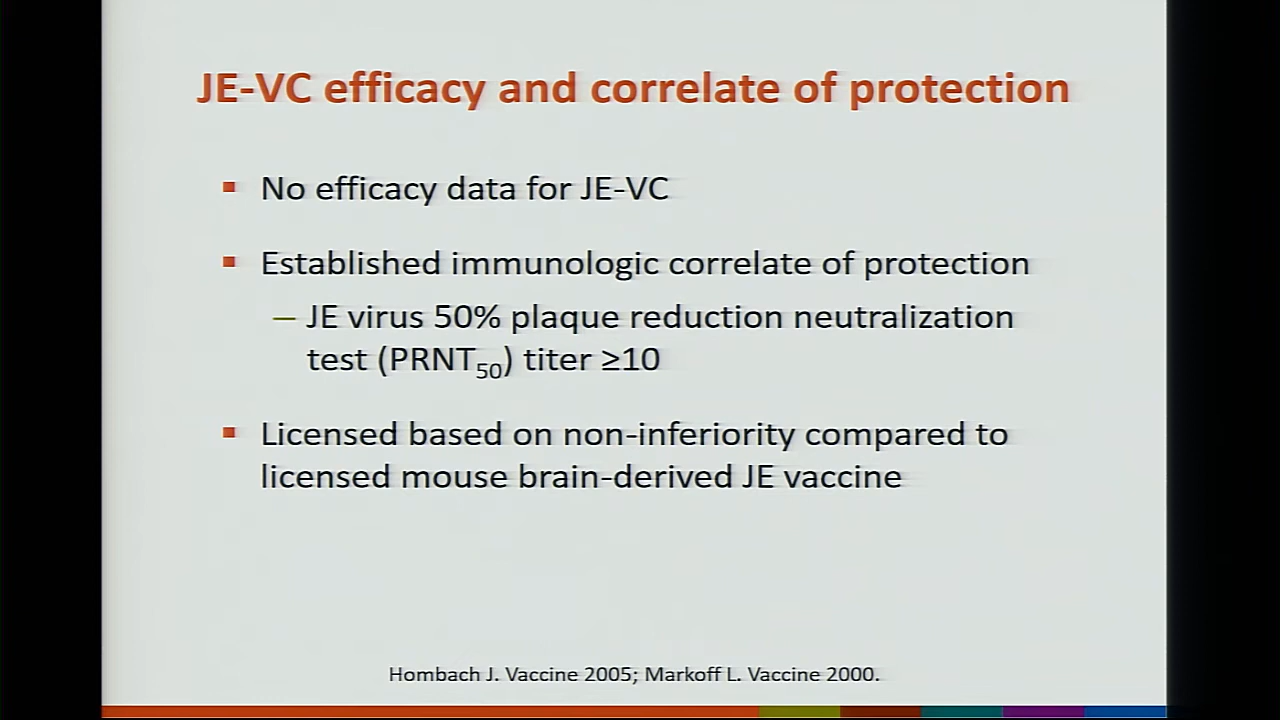 JE-VC efficacy and correlate of protection
▪ No efficacy data for JE-VC
▪ Established immunologic correlate of protection
– JE virus 50% plaque reduction neutralization
test (PRNT₅₀) titer ≥10
▪ Licensed based on non-inferiority compared to
licensed mouse brain-derived JE vaccine
Hombach J. Vaccine 2005; Markoff L. Vaccine 2000.